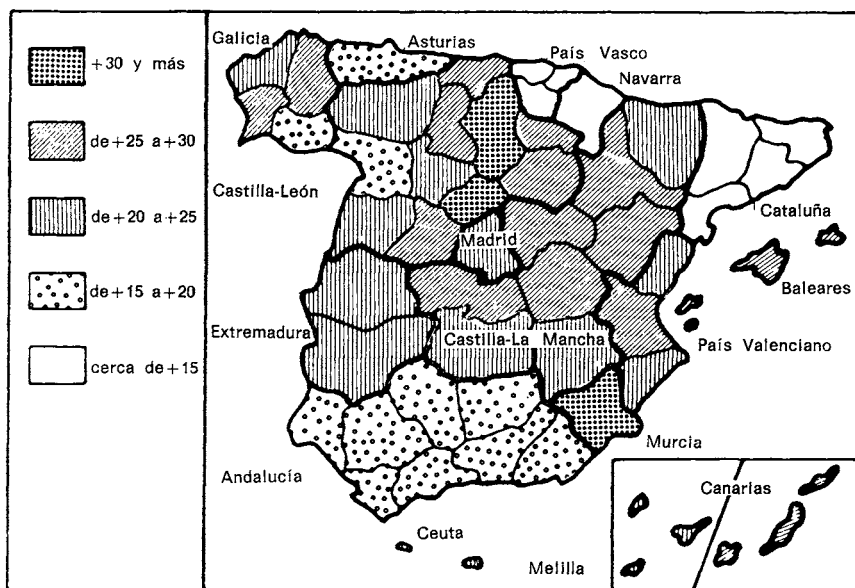 +30 y más
de+25 a+30
de+20 a+25
de+15 a+20
cerca de+15
Galicia
Asturias
País Vasco
Navarra
Castilla-León
Cataluña
Madrid
Baleares
Extremadura
Castilla-La Mancha
País Valenciano
Murcia
Andalucía
Canarias
Ceuta
Melilla